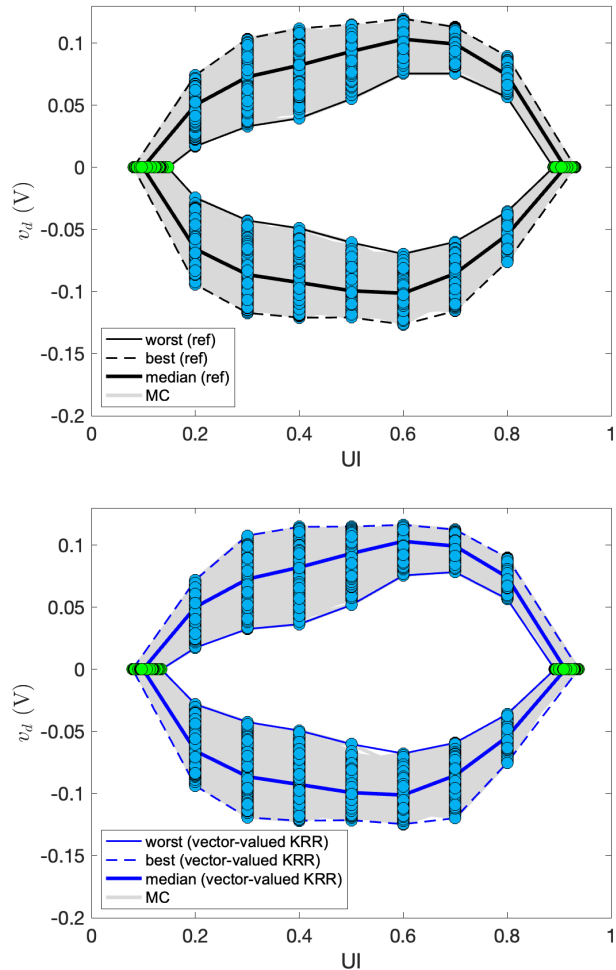 0.1
0.05
0
-0.05
-0.1
-0.15
-0.2
v_d (V)
worst (ref)
best (ref)
median (ref)
MC
0 0.2 0.4 0.6 0.8 1
UI
0.1
0.05
0
-0.05
-0.1
-0.15
-0.2
v_d (V)
worst (vector-valued KRR)
best (vector-valued KRR)
median (vector-valued KRR)
MC
0 0.2 0.4 0.6 0.8 1
UI